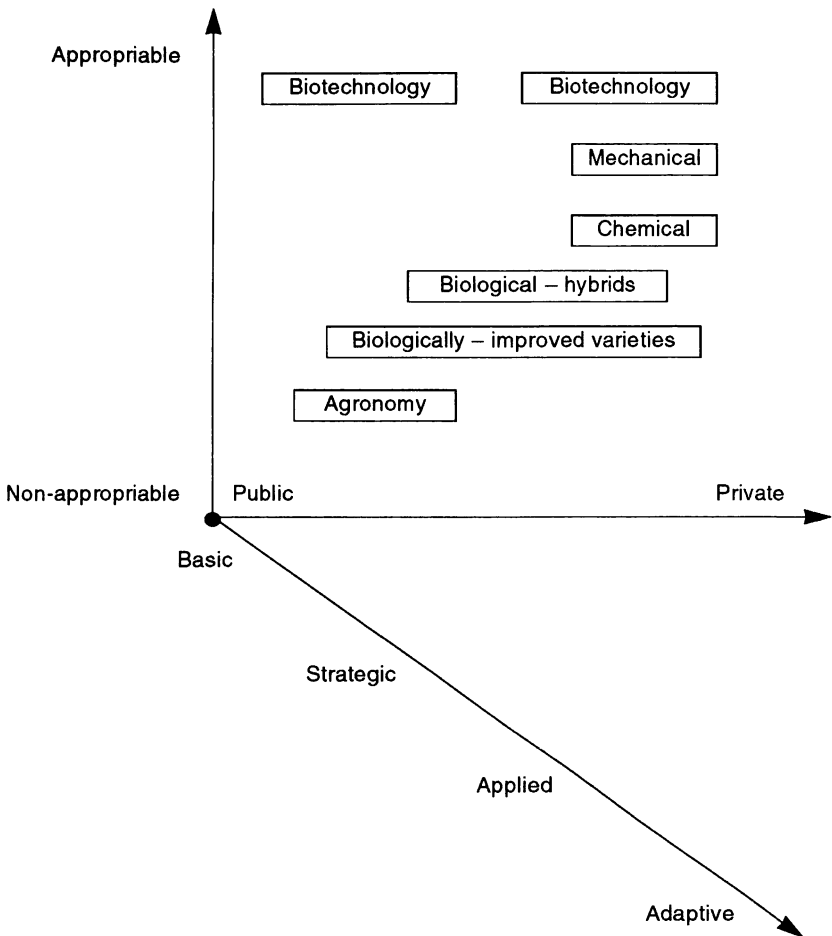 Appropriable
Biotechnology
Biotechnology
Mechanical
Chemical
Biological – hybrids
Biologically – improved varieties
Agronomy
Non-appropriable
Public
Private
Basic
Strategic
Applied
Adaptive